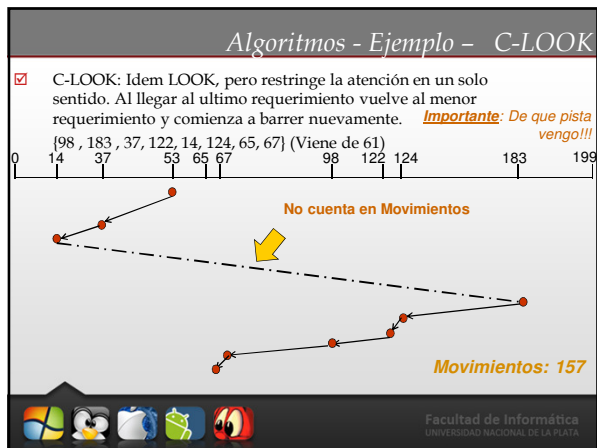 Algoritmos - Ejemplo – C-LOOK
C-LOOK: Idem LOOK, pero restringe la atención en un solo
sentido. Al llegar al ultimo requerimiento vuelve al menor
requerimiento y comienza a barrer nuevamente.
Importante: De que pista
vengo!!!
{98 , 183 , 37, 122, 14, 124, 65, 67} (Viene de 61)
0 14 37 53 65 67 98 122 124 183 199
No cuenta en Movimientos
Movimientos: 157
Facultad de Informática
UNIVERSIDAD NACIONAL DE LA PLATA